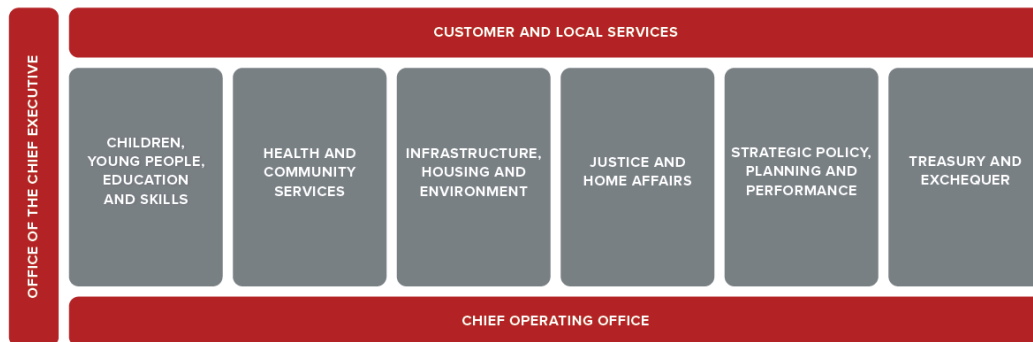 OFFICE OF THE CHIEF EXECUTIVE
CUSTOMER AND LOCAL SERVICES
CHILDREN,
YOUNG PEOPLE,
EDUCATION
AND SKILLS
HEALTH AND
COMMUNITY
SERVICES
INFRASTRUCTURE,
HOUSING AND
ENVIRONMENT
JUSTICE AND
HOME AFFAIRS
STRATEGIC POLICY,
PLANNING AND
PERFORMANCE
TREASURY AND
EXCHEQUER
CHIEF OPERATING OFFICE